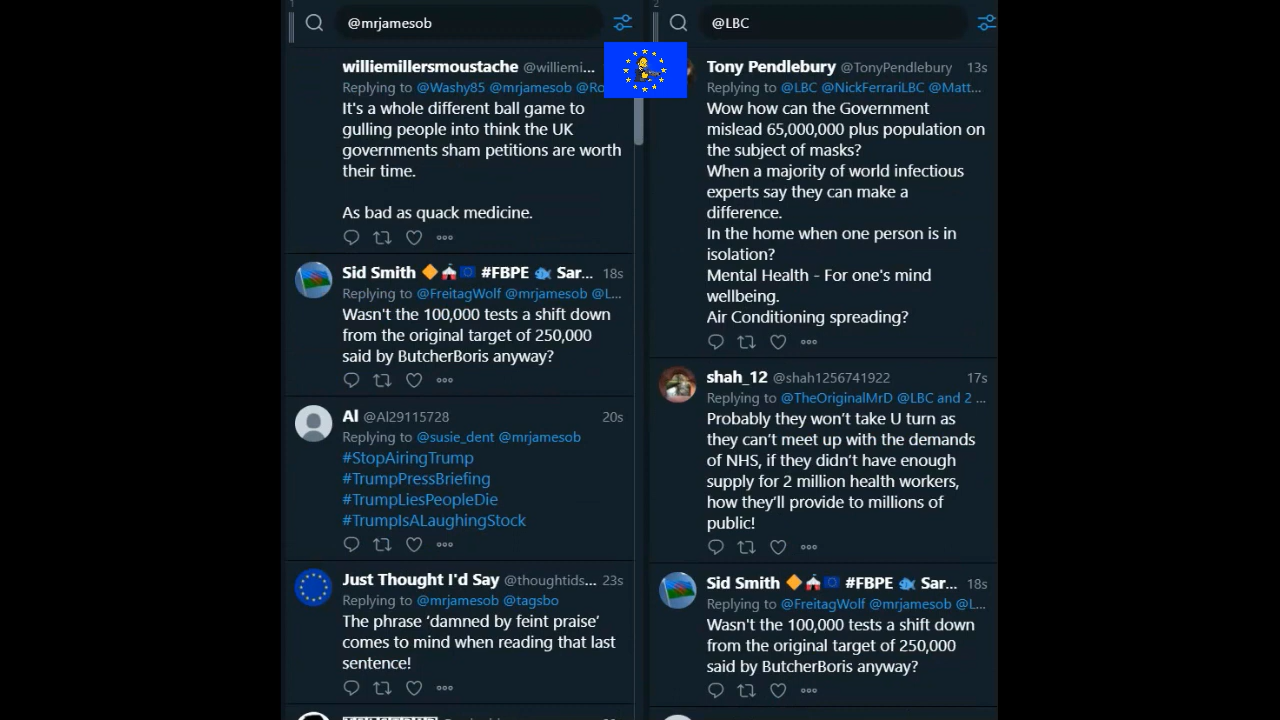 1
@mrjamesob
williemillersmoustache @williemi...
Replying to @Washy85 @mrjamesob @Ro
It's a whole different ball game to
gulling people into think the UK
governments sham petitions are worth
their time.
As bad as quack medicine.
Sid Smith 🔶🎪🇪🇺 #FBPE 🐟 Sar... 18s
Replying to @FreitagWolf @mrjamesob @L...
Wasn't the 100,000 tests a shift down
from the original target of 250,000
said by ButcherBoris anyway?
Al @Al29115728 20s
Replying to @susie_dent @mrjamesob
#StopAiringTrump
#TrumpPressBriefing
#TrumpLiesPeopleDie
#TrumpIsALaughingStock
Just Thought I'd Say @thoughtids... 23s
Replying to @mrjamesob @tagsbo
The phrase ‘damned by feint praise’
comes to mind when reading that last
sentence!
2
@LBC
Tony Pendlebury @TonyPendlebury 13s
Replying to @LBC @NickFerrariLBC @Matt...
Wow how can the Government
mislead 65,000,000 plus population on
the subject of masks?
When a majority of world infectious
experts say they can make a
difference.
In the home when one person is in
isolation?
Mental Health - For one's mind
wellbeing.
Air Conditioning spreading?
shah_12 @shah1256741922 17s
Replying to @TheOriginalMrD @LBC and 2 ...
Probably they won’t take U turn as
they can’t meet up with the demands
of NHS, if they didn’t have enough
supply for 2 million health workers,
how they’ll provide to millions of
public!
Sid Smith 🔶🎪🇪🇺 #FBPE 🐟 Sar... 18s
Replying to @FreitagWolf @mrjamesob @L...
Wasn't the 100,000 tests a shift down
from the original target of 250,000
said by ButcherBoris anyway?